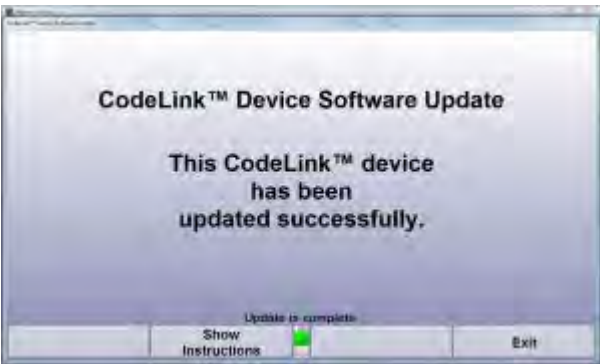 CodeLink™ Device Software Update
This CodeLink™ device
has been
updated successfully.
Update is complete
Show
Instructions
Exit